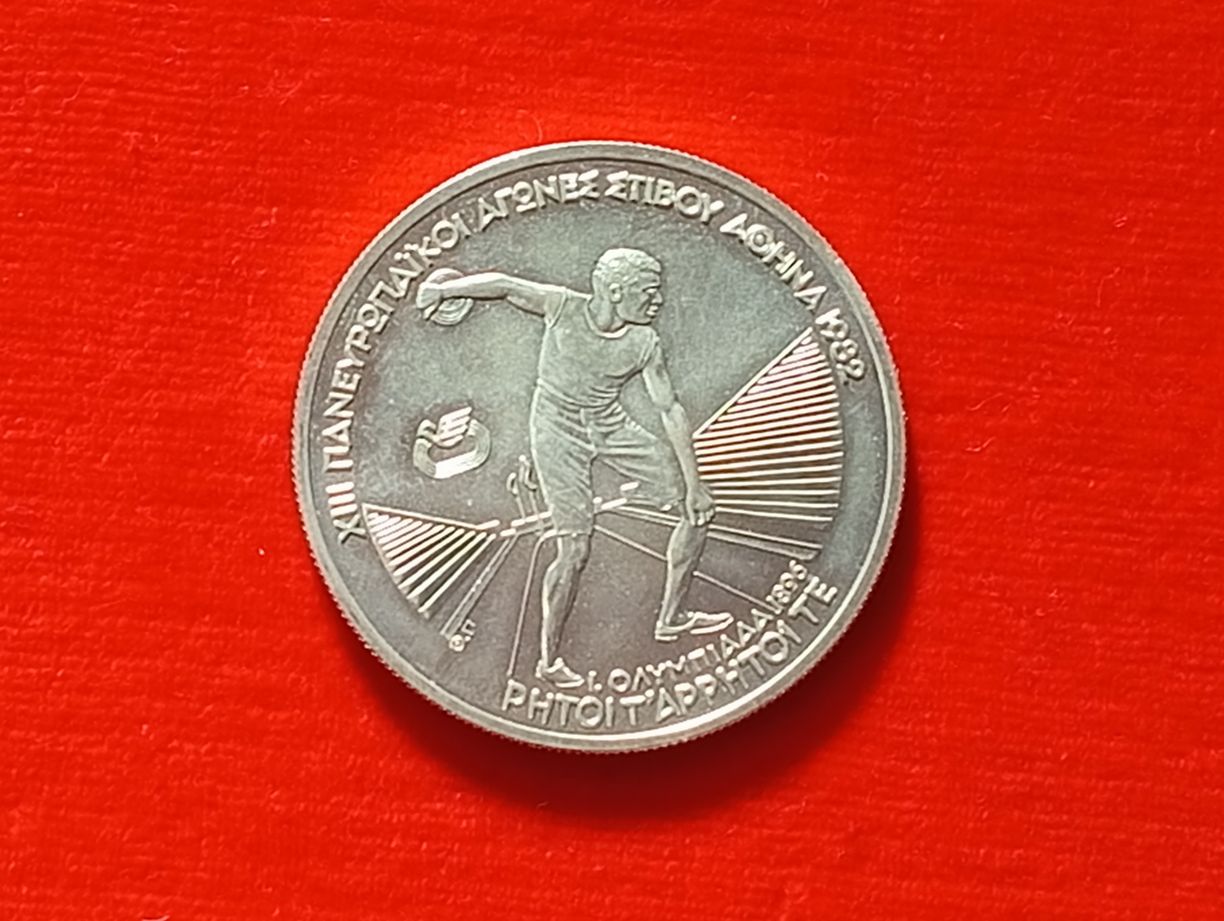 XIII ΠΑΝΕΥΡΩΠΑΪΚΟΙ ΑΓΩΝΕΣ ΣΤΙΒΟΥ ΑΘΗΝΑ 1982
Ι. ΟΛΥΜΠΙΑΔΑ 1896
ΡΗΤΟΙ Τ'ΑΡΡΗΤΟΙ ΤΕ
Θ.Π